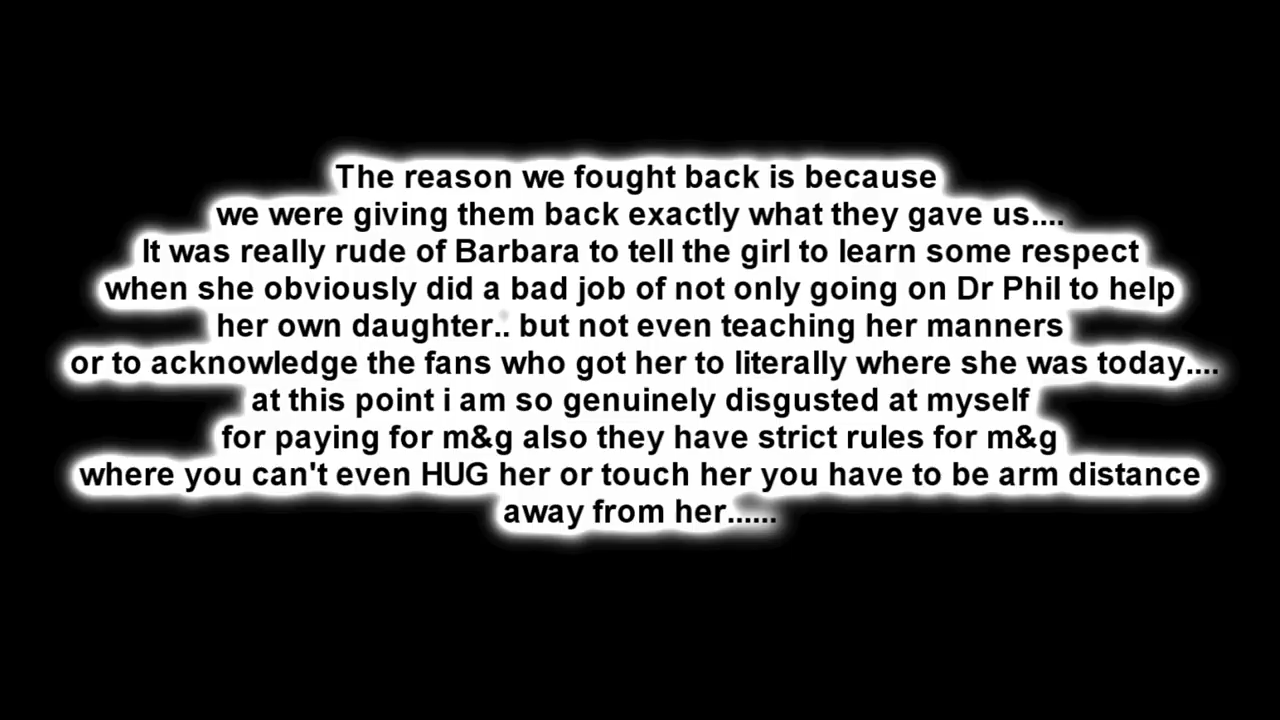 The reason we fought back is because
we were giving them back exactly what they gave us....
It was really rude of Barbara to tell the girl to learn some respect
when she obviously did a bad job of not only going on Dr Phil to help
her own daughter.. but not even teaching her manners
or to acknowledge the fans who got her to literally where she was today....
at this point i am so genuinely disgusted at myself
for paying for m&g also they have strict rules for m&g
where you can't even HUG her or touch her you have to be arm distance
away from her......